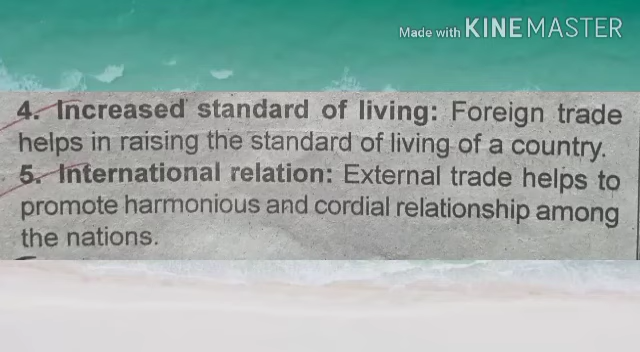 Made with KINEMASTER
4. Increased standard of living: Foreign trade
helps in raising the standard of living of a country.
5. International relation: External trade helps to
promote harmonious and cordial relationship among
the nations.